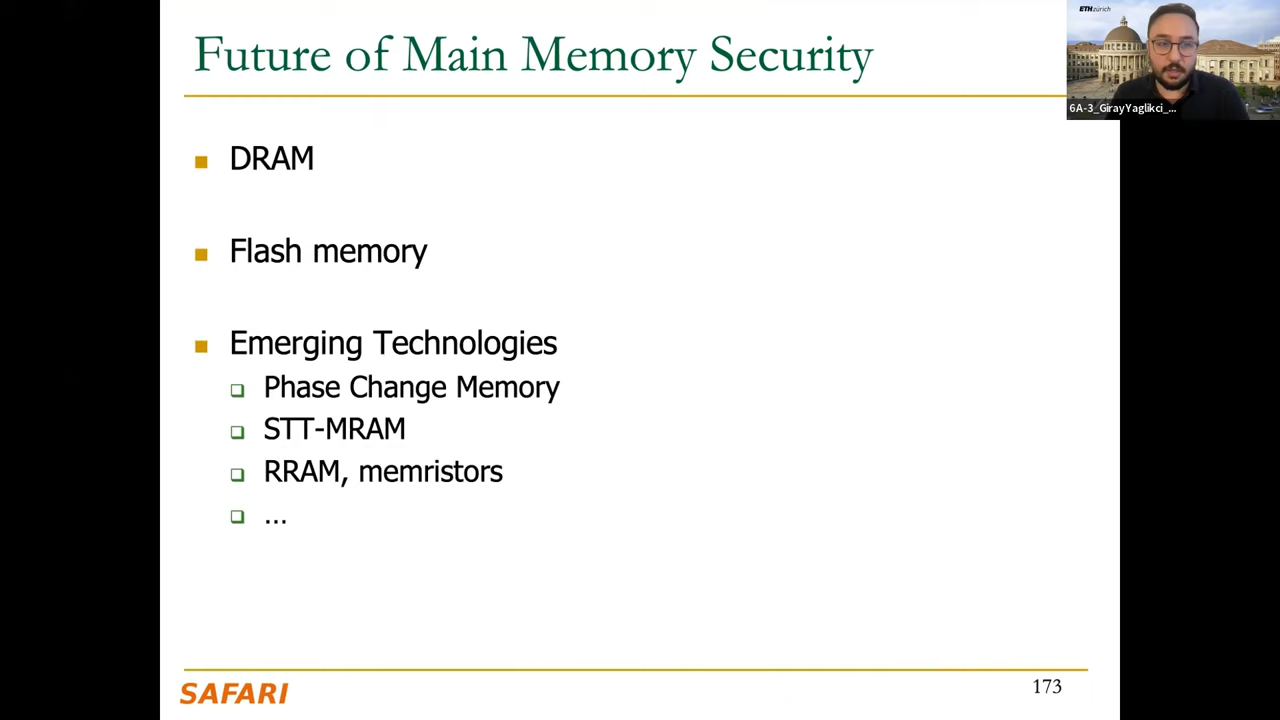 Future of Main Memory Security
ETH zürich
6A-3_GirayYaglikci_...
DRAM
Flash memory
Emerging Technologies
Phase Change Memory
STT-MRAM
RRAM, memristors
...
SAFARI
173